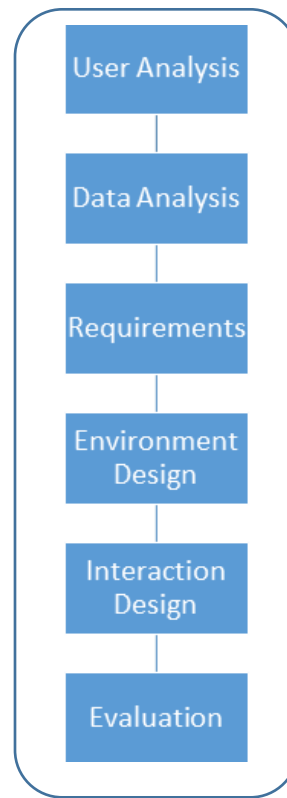 User Analysis
Data Analysis
Requirements
Environment
Design
Interaction
Design
Evaluation